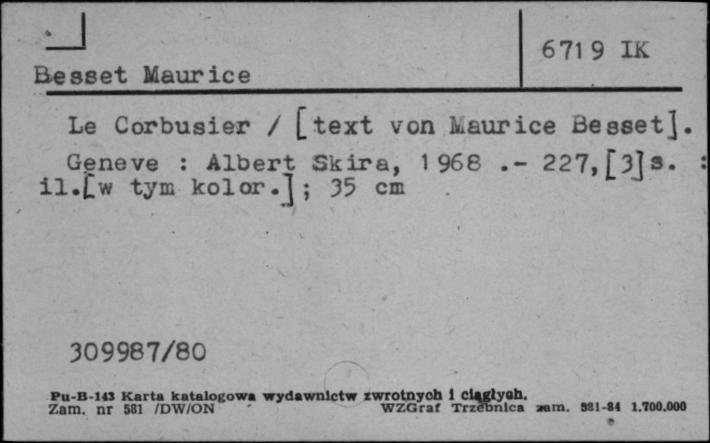 6719 IK
Besset Maurice
Le Corbusier / [text von Maurice Besset].
Geneve : Albert Skira, 1968 .- 227,[3]s. :
il.[w tym kolor.]; 35 cm
309987/80
Pu-B-143 Karta katalogowa wydawnictw zwrotnych i ciągłych.
Zam. nr 581 /DW/ON WZGraf Trzebnica zam. 581-84 1.700.000